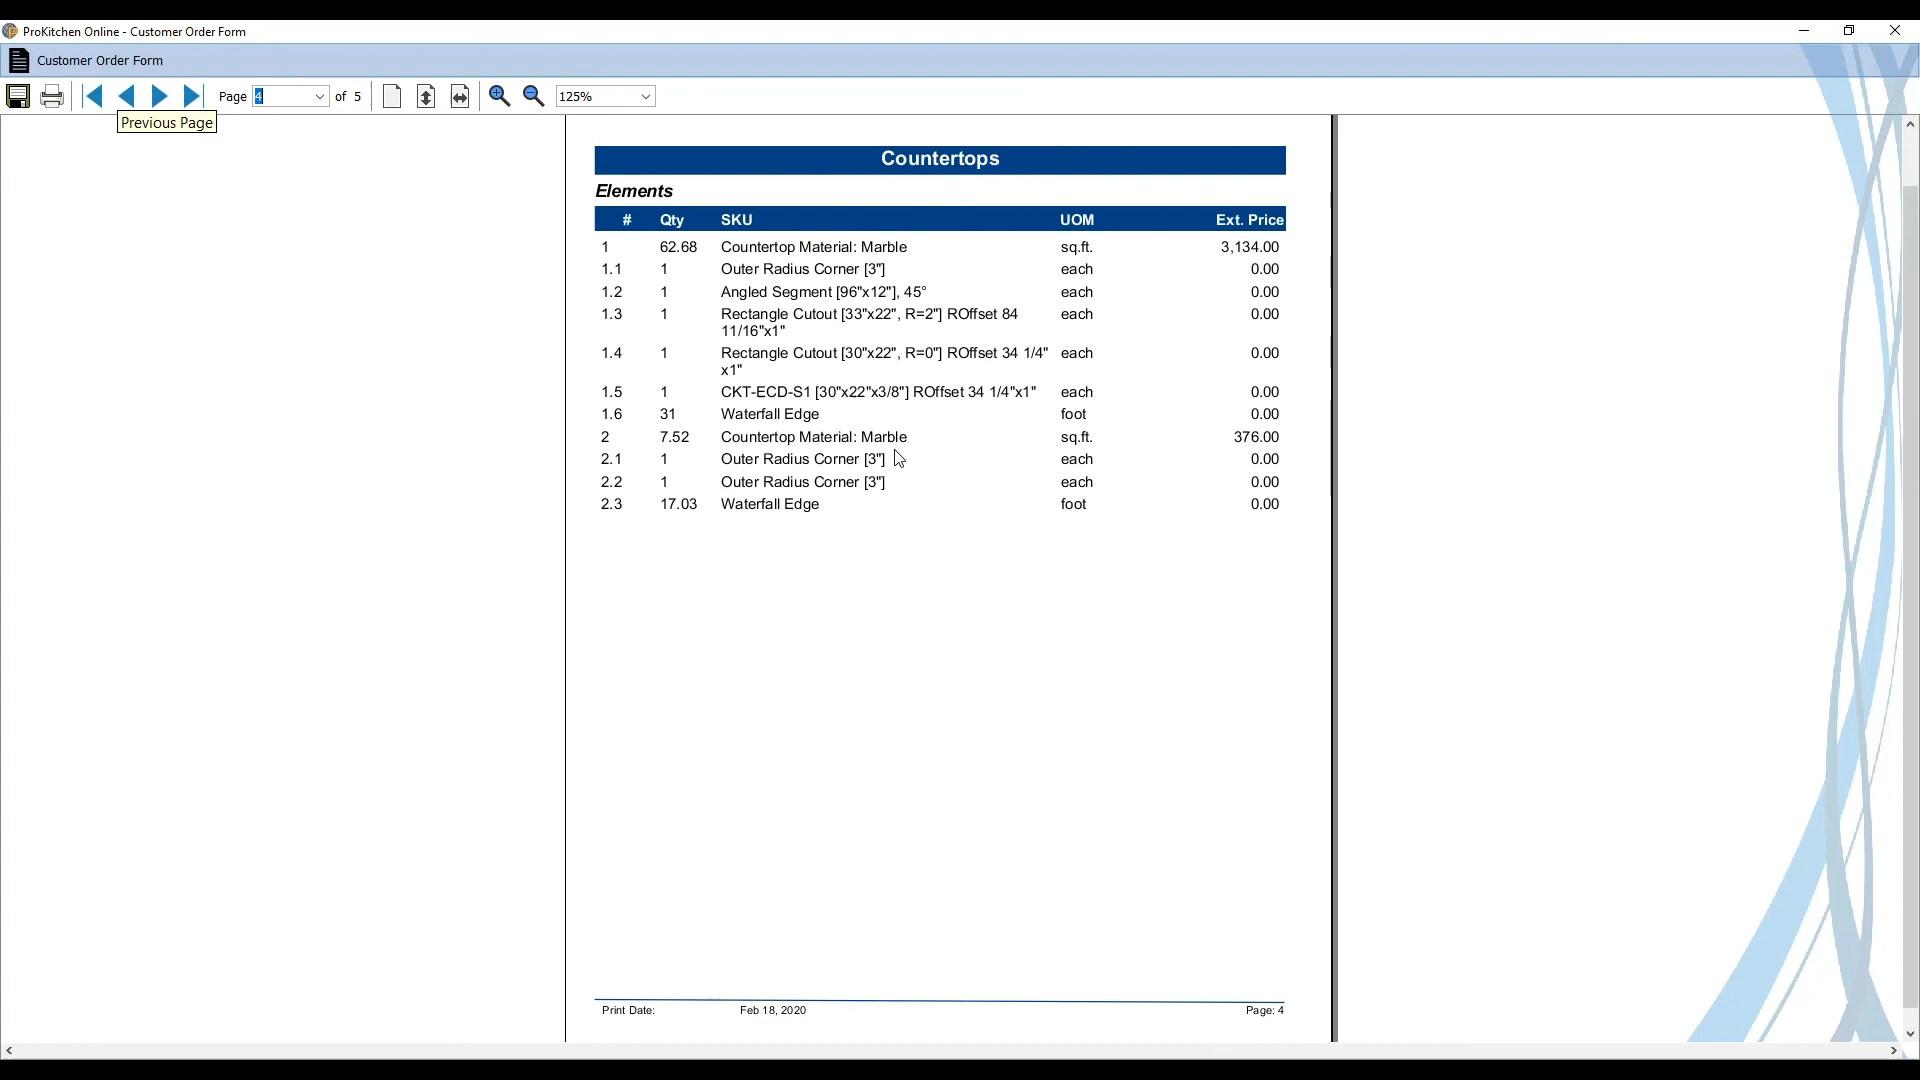 ProKitchen Online - Customer Order Form
Customer Order Form
Page 4 of 5 125%
Previous Page
Countertops
Elements
# Qty SKU UOM Ext. Price
1 62.68 Countertop Material: Marble sq.ft. 3,134.00
1.1 1 Outer Radius Corner [3"] each 0.00
1.2 1 Angled Segment [96"x12"], 45° each 0.00
1.3 1 Rectangle Cutout [33"x22", R=2"] ROffset 84 each 0.00
11/16"x1"
1.4 1 Rectangle Cutout [30"x22", R=0"] ROffset 34 1/4" each 0.00
x1"
1.5 1 CKT-ECD-S1 [30"x22"x3/8"] ROffset 34 1/4"x1" each 0.00
1.6 31 Waterfall Edge foot 0.00
2 7.52 Countertop Material: Marble sq.ft. 376.00
2.1 1 Outer Radius Corner [3"] each 0.00
2.2 1 Outer Radius Corner [3"] each 0.00
2.3 17.03 Waterfall Edge foot 0.00
Print Date: Feb 18, 2020 Page: 4